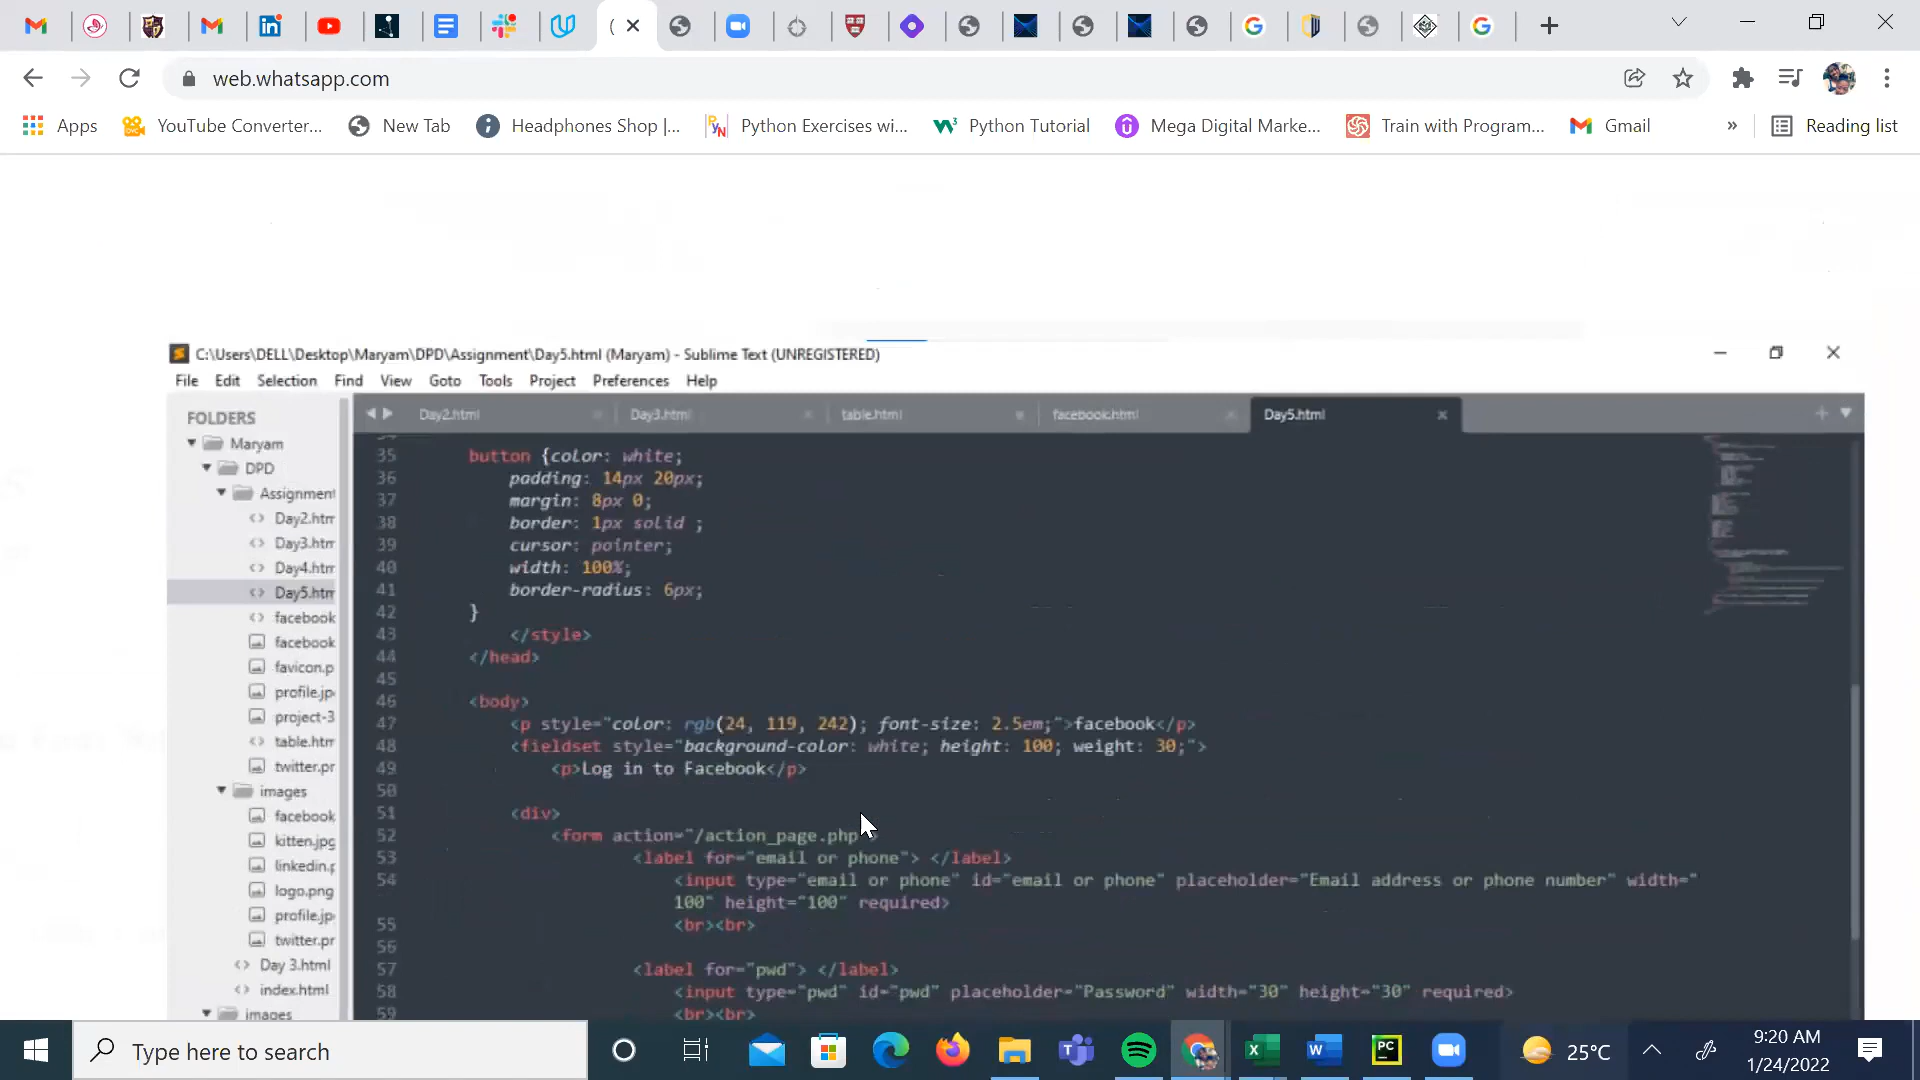 web.whatsapp.com
Apps
YouTube Converter...
New Tab
Headphones Shop |...
Python Exercises wi...
Python Tutorial
Mega Digital Marke...
Train with Program...
Gmail
»
Reading list
C:\Users\DELL\Desktop\Maryam\DPD\Assignment\Day5.html (Maryam) - Sublime Text (UNREGISTERED)
File Edit Selection Find View Goto Tools Project Preferences Help
FOLDERS
Maryam
DPD
Assignment
Day2.htm
Day3.htm
Day4.htm
Day5.htm
facebook
facebook
favicon.p
profile.jp
project-3
table.htm
twitter.pr
images
facebook
kitten.jpg
linkedin.p
logo.png
profile.jp
twitter.pr
Day 3.html
index.html
images
Day2.html Day3.html table.html facebook.html Day5.html
35 button {color: white;
36 padding: 14px 20px;
37 margin: 8px 0;
38 border: 1px solid ;
39 cursor: pointer;
40 width: 100%;
41 border-radius: 6px;
42 }
43 </style>
44 </head>
45
46 <body>
47 <p style="color: rgb(24, 119, 242); font-size: 2.5em;">facebook</p>
48 <fieldset style="background-color: white; height: 100; weight: 30;">
49 <p>Log in to Facebook</p>
50
51 <div>
52 <form action="/action_page.php
53 <label for="email or phone"> </label>
54 <input type="email or phone" id="email or phone" placeholder="Email address or phone number" width="
100" height="100" required>
55 <br><br>
56
57 <label for="pwd"> </label>
58 <input type="pwd" id="pwd" placeholder="Password" width="30" height="30" required>
59 <br><br>
Type here to search
25°C
9:20 AM
1/24/2022